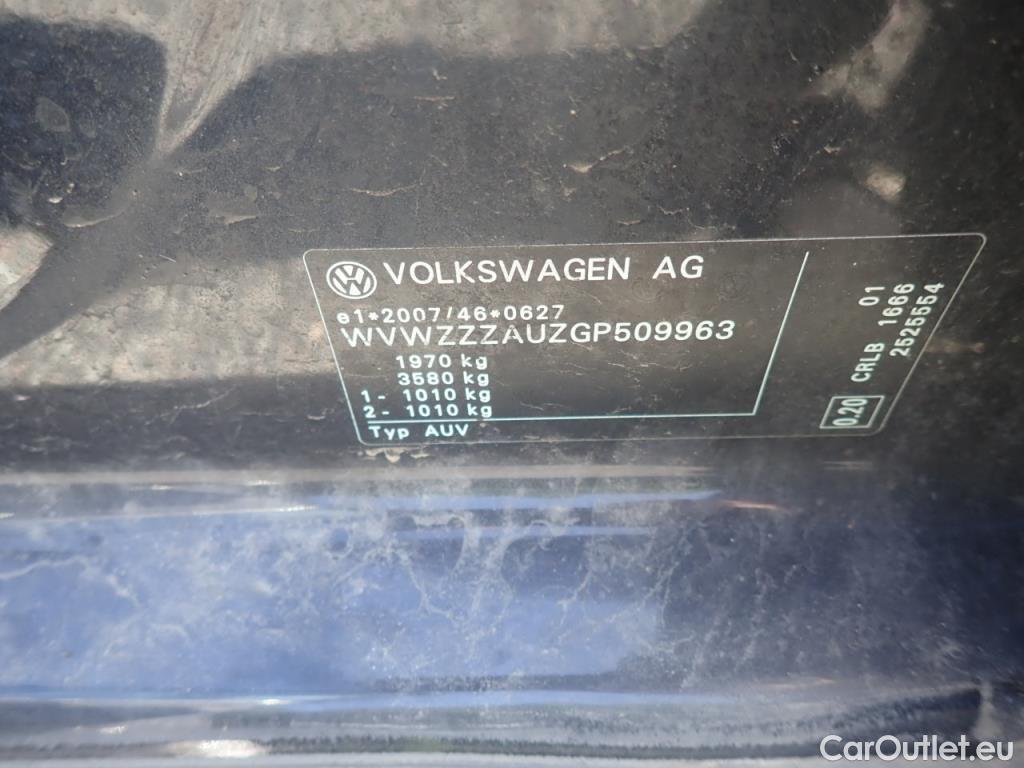 VOLKSWAGEN AG
e1*2007/46*0627
WVWZZZAUZGP509963
1970 kg
3580 kg
1- 1010 kg
2- 1010 kg
Typ AUV
0.20
CRLB 1666 01
2525554
CarOutlet.eu